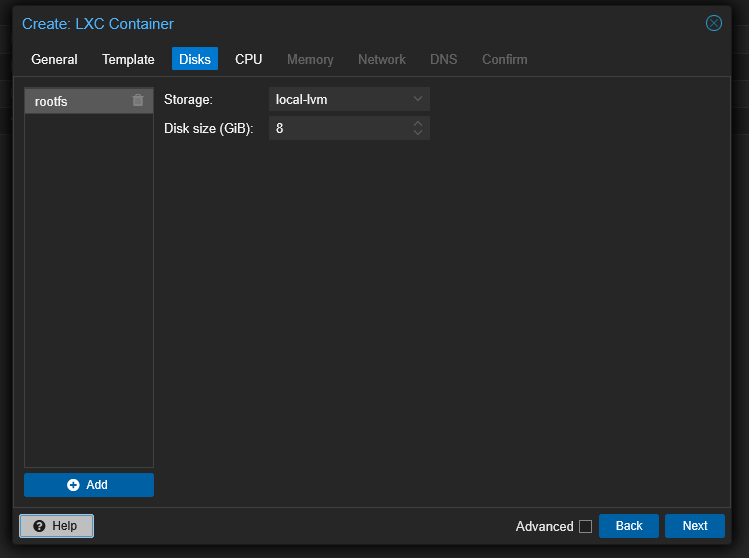 Create: LXC Container
General Template Disks CPU Memory Network DNS Confirm
rootfs
Storage: local-lvm
Disk size (GiB): 8
Add
Help Advanced Back Next